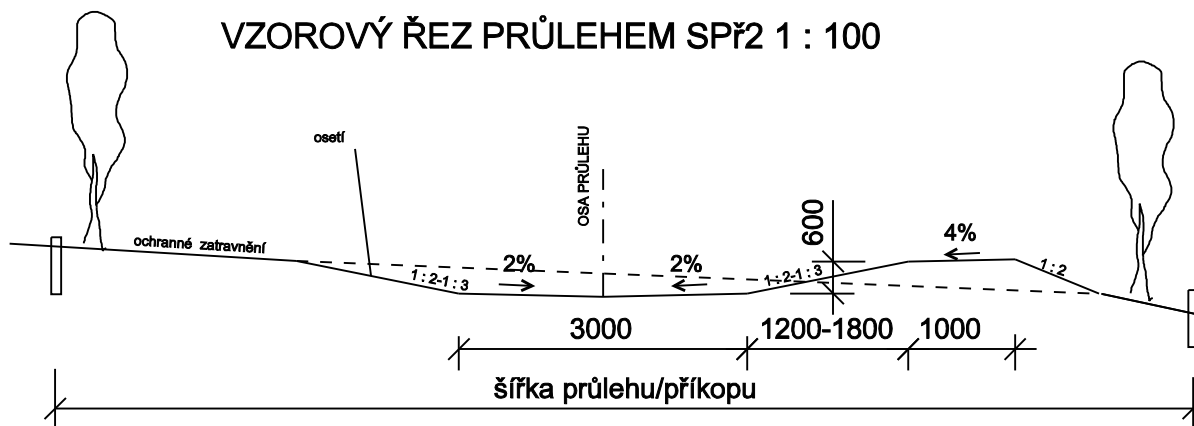 VZOROVÝ ŘEZ PRŮLEHEM SPř2 1 : 100
osetí
OSA PRŮLEHU
ochranné zatravnění
1 : 2-1 : 3
2%
2%
1 : 2-1 : 3
600
4%
1 : 2
3000
1200-1800
1000
šířka průlehu/příkopu